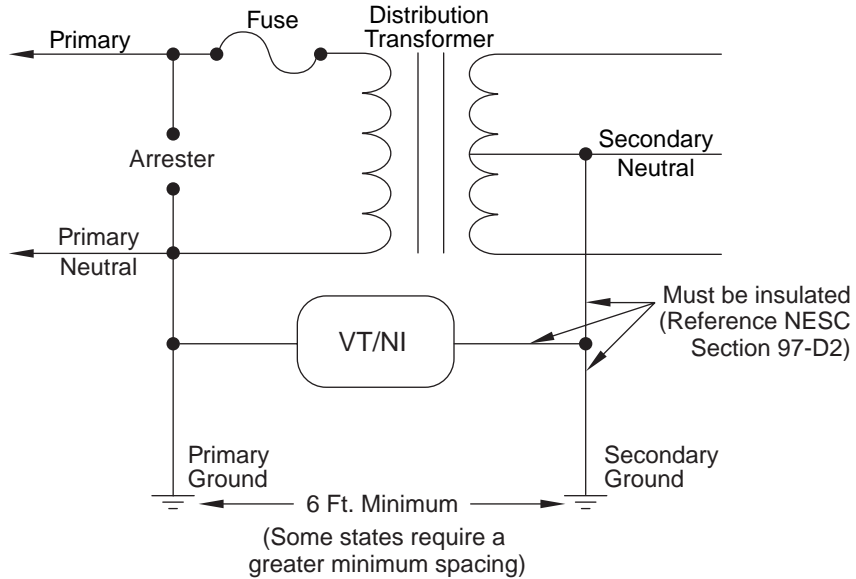 Fuse
Distribution
Transformer
Primary
Arrester
Secondary
Neutral
Primary
Neutral
Must be insulated
(Reference NESC
Section 97-D2)
VT/NI
Primary
Ground
Secondary
Ground
6 Ft. Minimum
(Some states require a
greater minimum spacing)